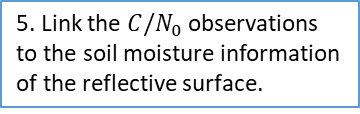 5. Link the C/N₀ observations
to the soil moisture information
of the reflective surface.